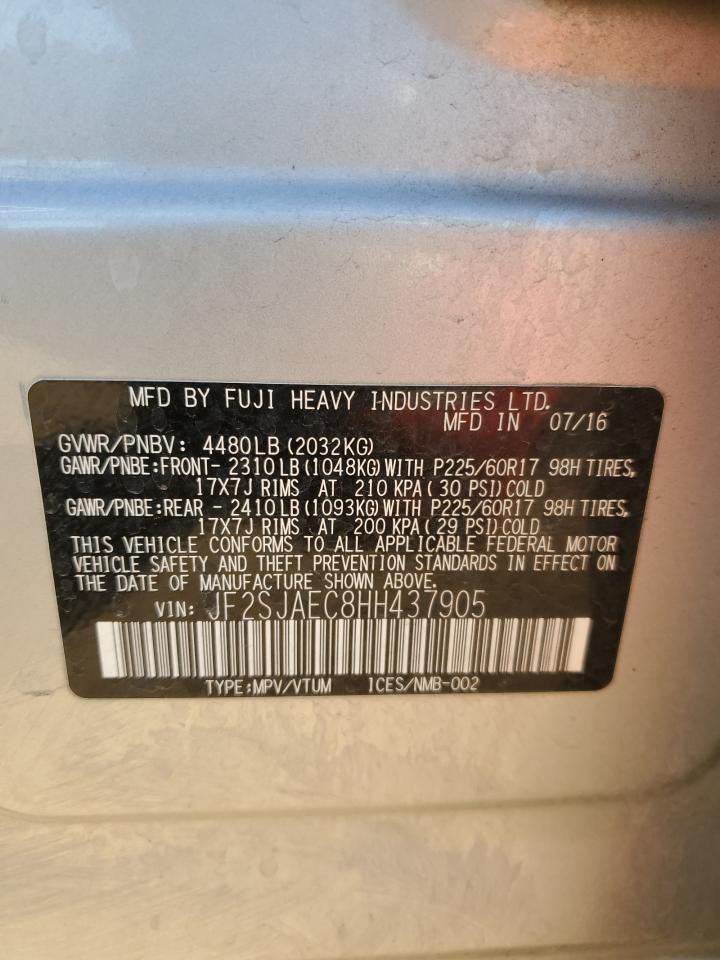 MFD BY FUJI HEAVY INDUSTRIES LTD.
MFD IN 07/16
GVWR/PNBV: 4480LB(2032KG)
GAWR/PNBE:FRONT- 2310LB(1048KG)WITH P225/60R17 98H TIRES,
17X7J RIMS AT 210 KPA( 30 PSI)COLD
GAWR/PNBE:REAR - 2410LB(1093KG)WITH P225/60R17 98H TIRES,
17X7J RIMS AT 200 KPA( 29 PSI)COLD
THIS VEHICLE CONFORMS TO ALL APPLICABLE FEDERAL MOTOR
VEHICLE SAFETY AND THEFT PREVENTION STANDARDS IN EFFECT ON
THE DATE OF MANUFACTURE SHOWN ABOVE.
VIN: JF2SJAEC8HH437905
TYPE:MPV/VTUM ICES/NMB-002